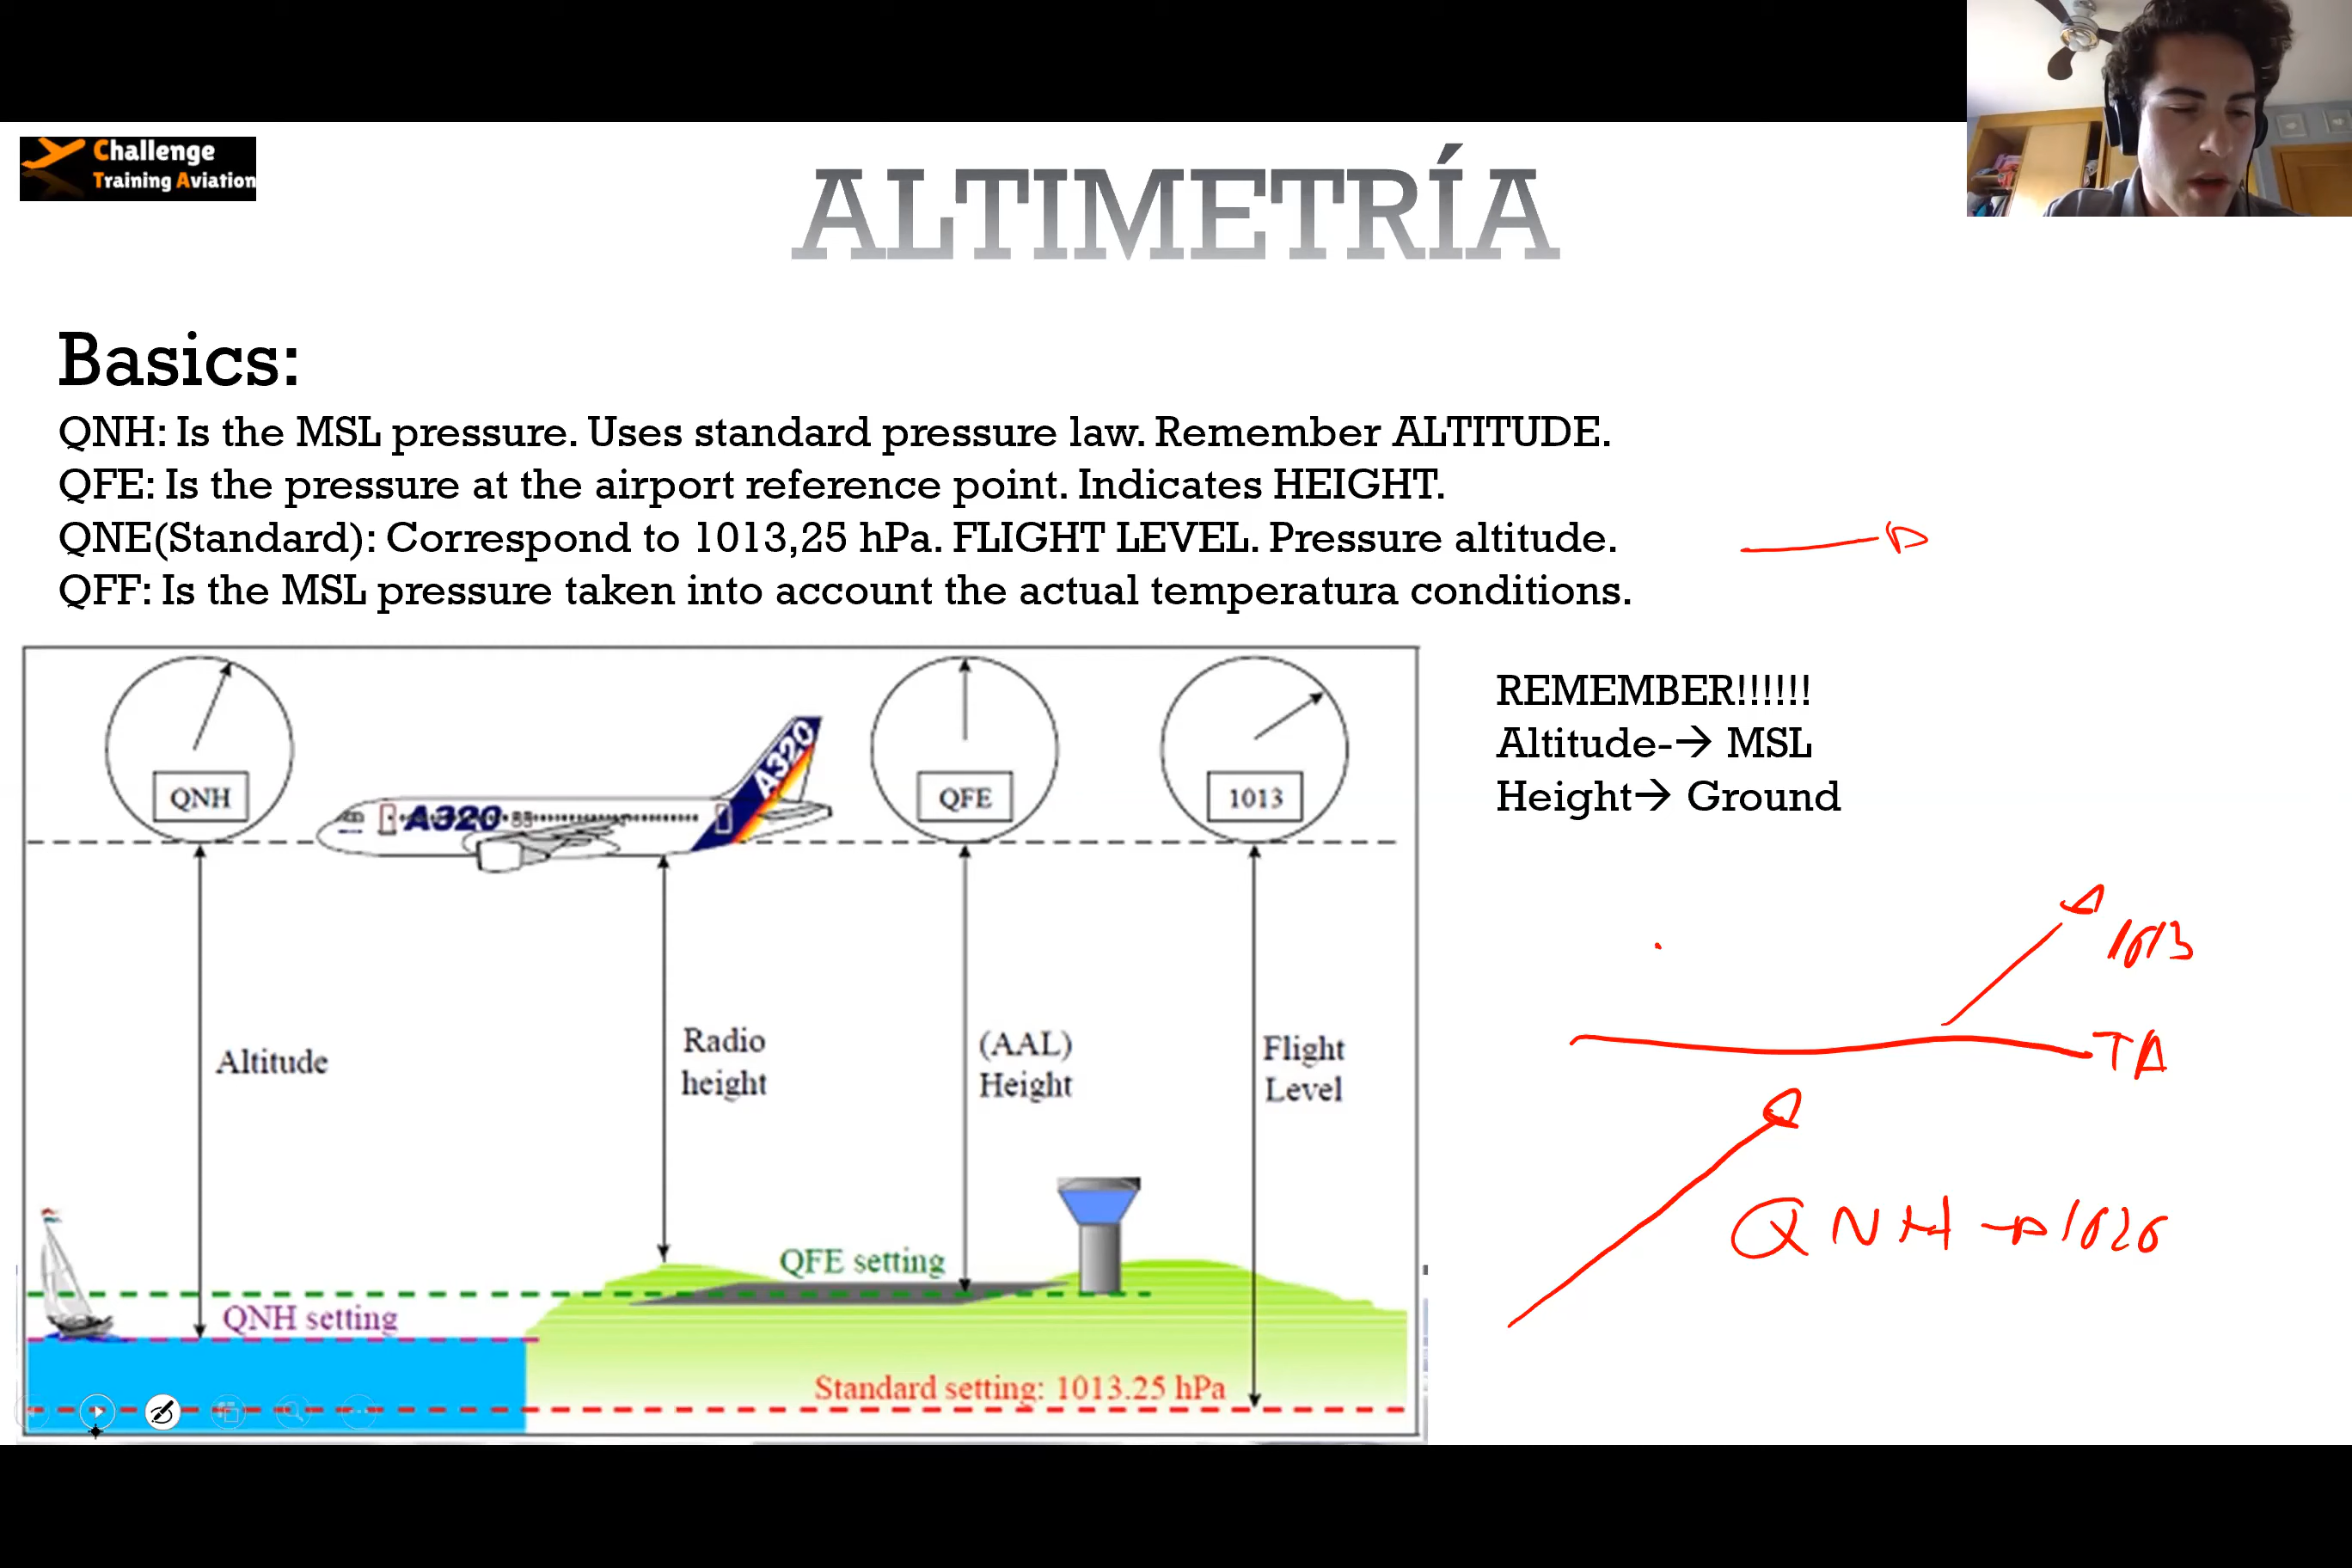 Challenge
Training Aviation
ALTIMETRÍA
Basics:
QNH: Is the MSL pressure. Uses standard pressure law. Remember ALTITUDE.
QFE: Is the pressure at the airport reference point. Indicates HEIGHT.
QNE(Standard): Correspond to 1013,25 hPa. FLIGHT LEVEL. Pressure altitude.
QFF: Is the MSL pressure taken into account the actual temperatura conditions.
QNH
QFE
1013
A320
A320
Altitude
Radio
height
(AAL)
Height
Flight
Level
QFE setting
QNH setting
Standard setting: 1013.25 hPa
REMEMBER!!!!!!
Altitude-→ MSL
Height→ Ground
1013
TA
QNH → 1020